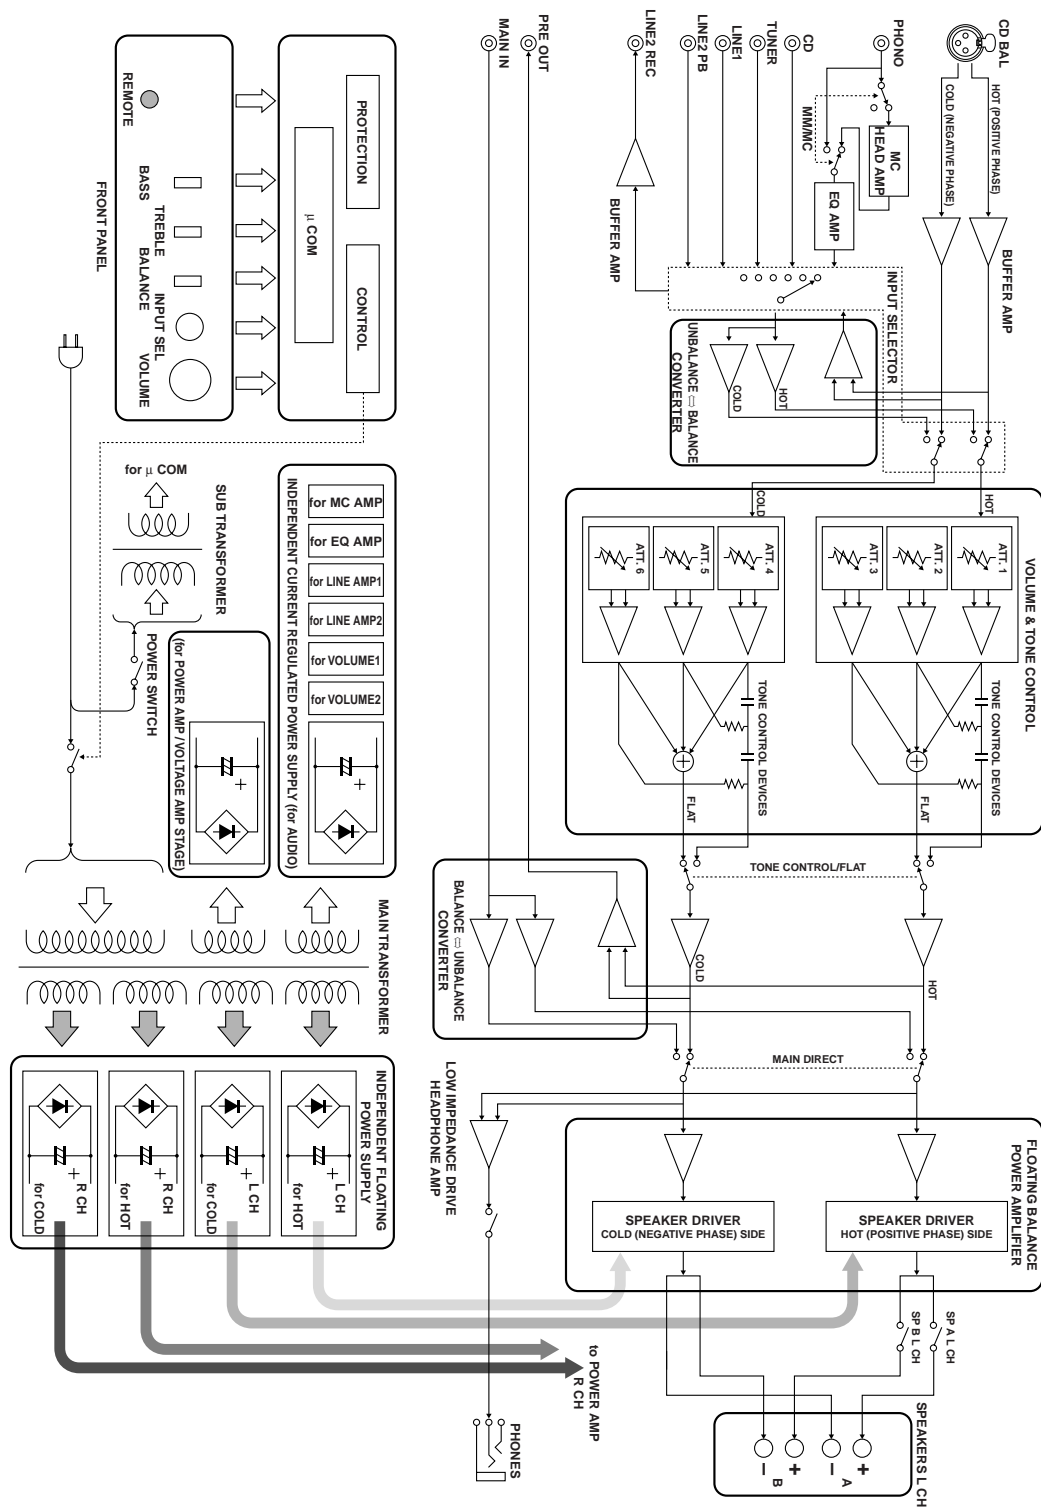 CD BAL
HOT (POSITIVE PHASE)
COLD (NEGATIVE PHASE)
PHONO
MC
HEAD AMP
MM/MC
EQ AMP
CD
TUNER
LINE1
LINE2 PB
LINE2 REC
PRE OUT
MAIN IN
BUFFER AMP
BUFFER AMP
INPUT SELECTOR
UNBALANCE ⇔ BALANCE
CONVERTER
HOT
COLD
HOT
COLD
VOLUME & TONE CONTROL
ATT. 1
ATT. 2
ATT. 3
ATT. 4
ATT. 5
ATT. 6
TONE CONTROL DEVICES
TONE CONTROL DEVICES
FLAT
FLAT
TONE CONTROL/FLAT
BALANCE ⇔ UNBALANCE
CONVERTER
HOT
COLD
MAIN DIRECT
LOW IMPEDANCE DRIVE
HEADPHONE AMP
FLOATING BALANCE
POWER AMPLIFIER
SPEAKER DRIVER
HOT (POSITIVE PHASE) SIDE
SPEAKER DRIVER
COLD (NEGATIVE PHASE) SIDE
SP A L CH
SP B L CH
SPEAKERS L CH
+
−
A
+
−
B
PHONES
to POWER AMP
R CH
PROTECTION
CONTROL
μ COM
REMOTE
BASS
TREBLE
BALANCE
INPUT SEL
VOLUME
FRONT PANEL
for μ COM
SUB TRANSFORMER
POWER SWITCH
for MC AMP
for EQ AMP
for LINE AMP1
for LINE AMP2
for VOLUME1
for VOLUME2
+
INDEPENDENT CURRENT REGULATED POWER SUPPLY (for AUDIO)
+
(for POWER AMP / VOLTAGE AMP STAGE)
MAIN TRANSFORMER
INDEPENDENT FLOATING
POWER SUPPLY
+
L CH
for HOT
+
L CH
for COLD
+
R CH
for HOT
+
R CH
for COLD